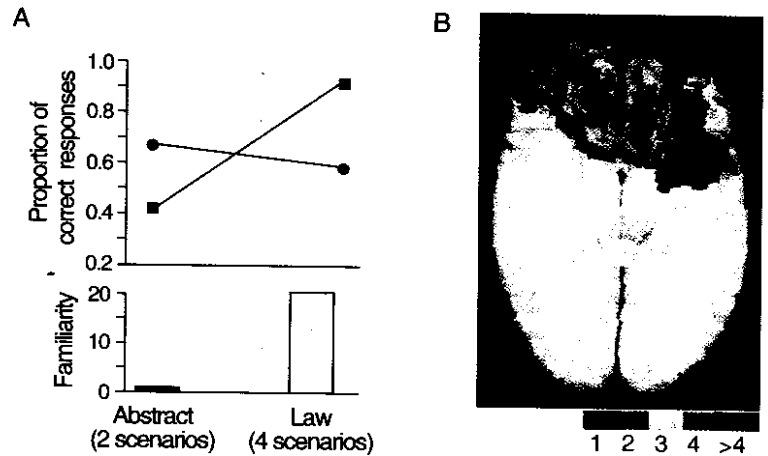 A
Proportion of
correct responses
1.0
0.8
0.6
0.4
0.2
Familiarity
20
10
0
Abstract
(2 scenarios)
Law
(4 scenarios)
B
1 2 3 4 >4